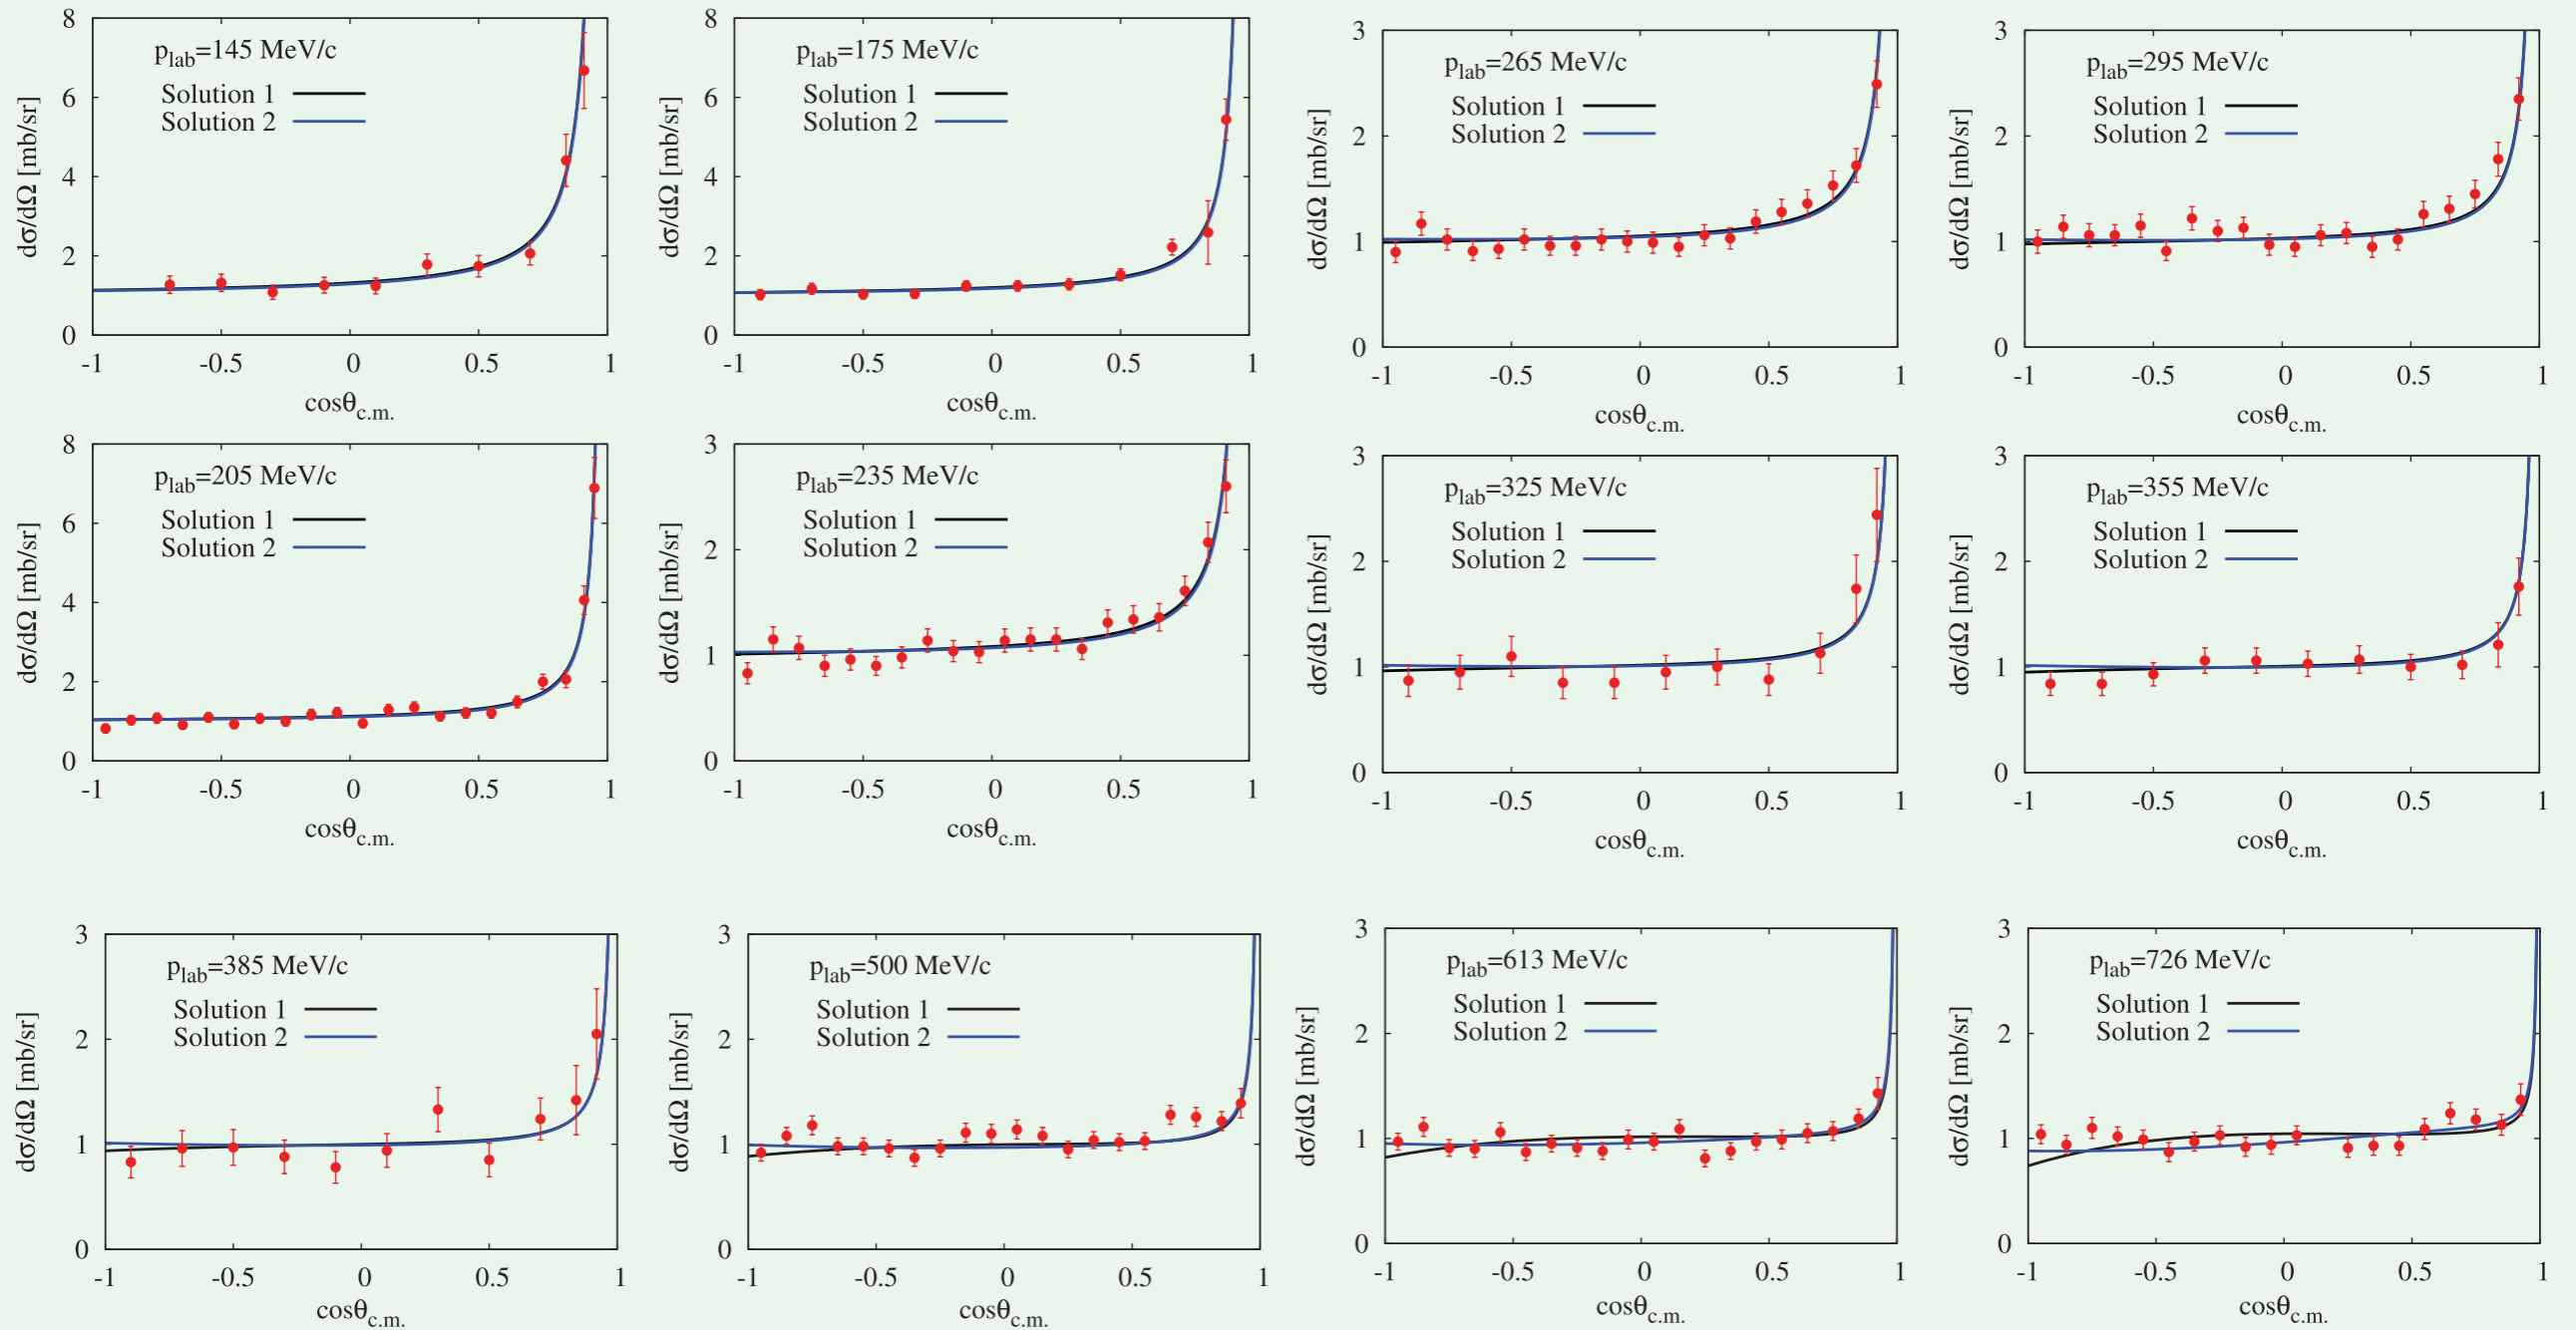 8
6
4
2
0
dσ/dΩ [mb/sr]
p_lab=145 MeV/c
Solution 1
Solution 2
-1 -0.5 0 0.5 1
cosθ_c.m.
8
6
4
2
0
dσ/dΩ [mb/sr]
p_lab=175 MeV/c
Solution 1
Solution 2
-1 -0.5 0 0.5 1
cosθ_c.m.
3
2
1
0
dσ/dΩ [mb/sr]
p_lab=265 MeV/c
Solution 1
Solution 2
-1 -0.5 0 0.5 1
cosθ_c.m.
3
2
1
0
dσ/dΩ [mb/sr]
p_lab=295 MeV/c
Solution 1
Solution 2
-1 -0.5 0 0.5 1
cosθ_c.m.
8
6
4
2
0
dσ/dΩ [mb/sr]
p_lab=205 MeV/c
Solution 1
Solution 2
-1 -0.5 0 0.5 1
cosθ_c.m.
3
2
1
0
dσ/dΩ [mb/sr]
p_lab=235 MeV/c
Solution 1
Solution 2
-1 -0.5 0 0.5 1
cosθ_c.m.
3
2
1
0
dσ/dΩ [mb/sr]
p_lab=325 MeV/c
Solution 1
Solution 2
-1 -0.5 0 0.5 1
cosθ_c.m.
3
2
1
0
dσ/dΩ [mb/sr]
p_lab=355 MeV/c
Solution 1
Solution 2
-1 -0.5 0 0.5 1
cosθ_c.m.
3
2
1
0
dσ/dΩ [mb/sr]
p_lab=385 MeV/c
Solution 1
Solution 2
-1 -0.5 0 0.5 1
cosθ_c.m.
3
2
1
0
dσ/dΩ [mb/sr]
p_lab=500 MeV/c
Solution 1
Solution 2
-1 -0.5 0 0.5 1
cosθ_c.m.
3
2
1
0
dσ/dΩ [mb/sr]
p_lab=613 MeV/c
Solution 1
Solution 2
-1 -0.5 0 0.5 1
cosθ_c.m.
3
2
1
0
dσ/dΩ [mb/sr]
p_lab=726 MeV/c
Solution 1
Solution 2
-1 -0.5 0 0.5 1
cosθ_c.m.